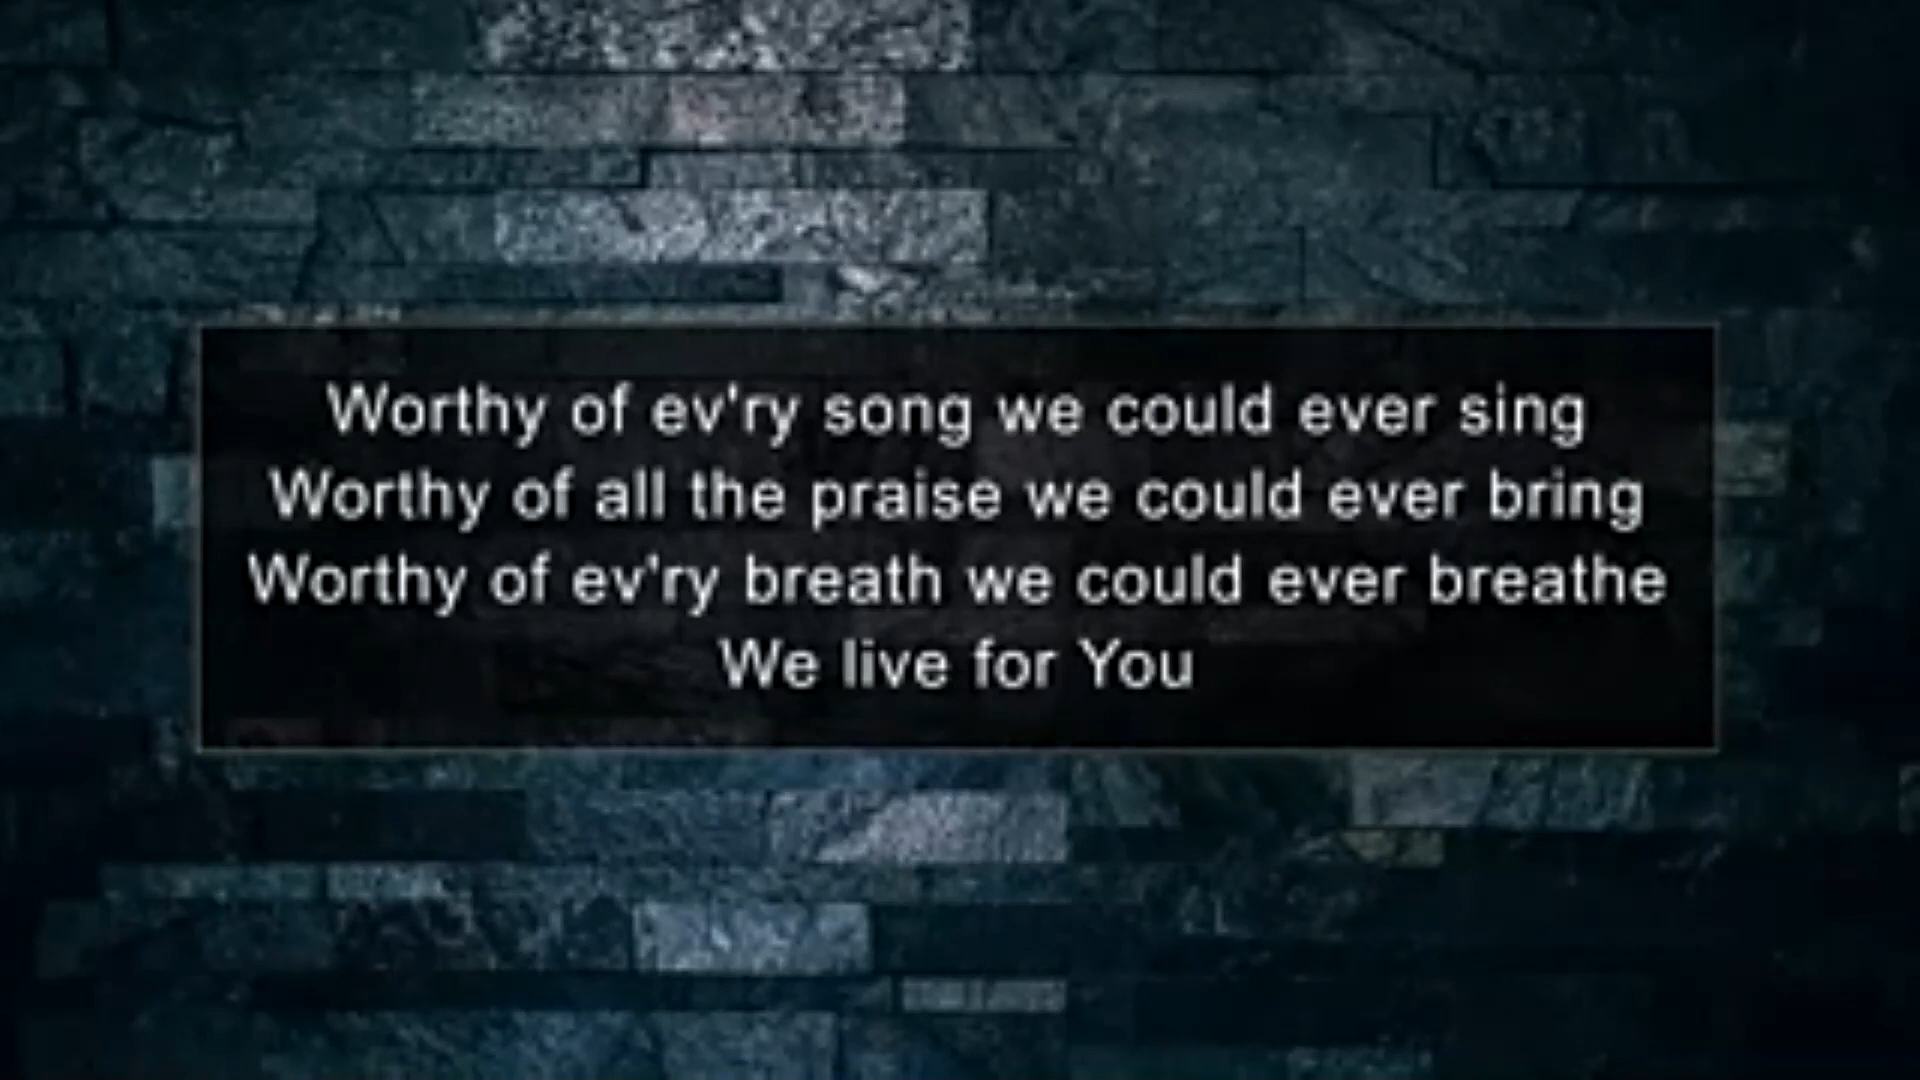 Worthy of ev'ry song we could ever sing
Worthy of all the praise we could ever bring
Worthy of ev'ry breath we could ever breathe
We live for You